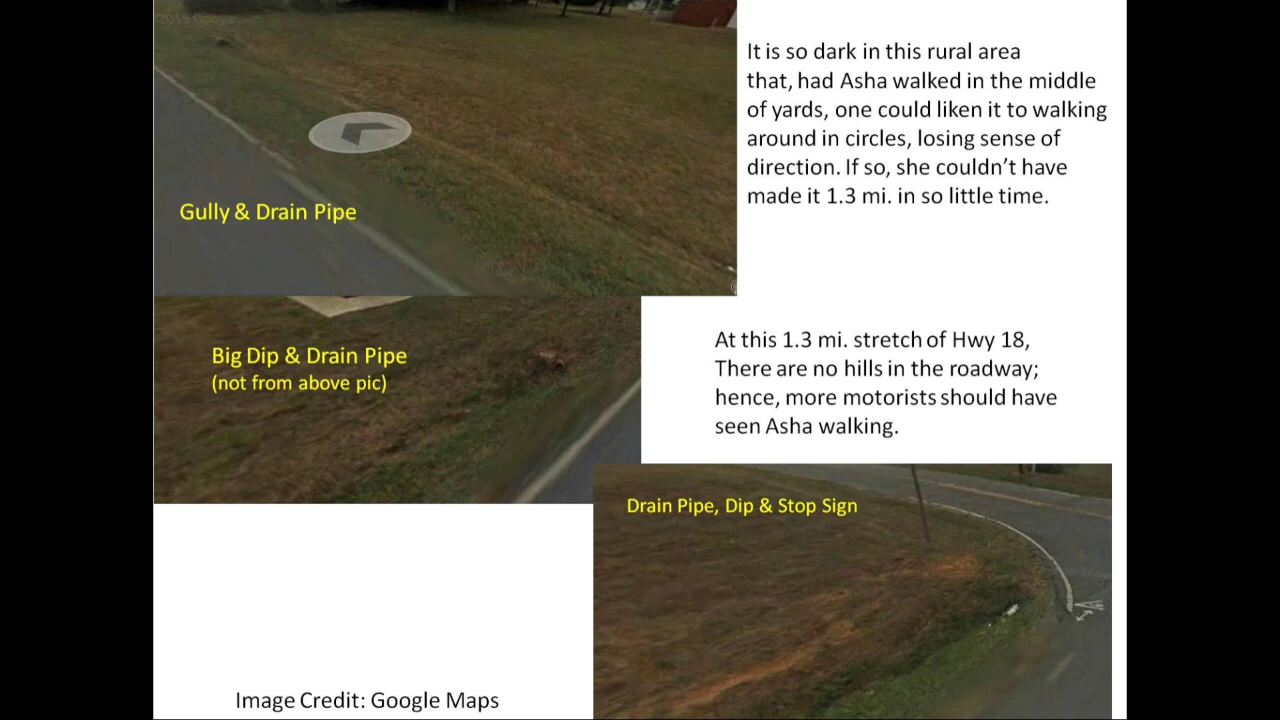 ©2015 Google
It is so dark in this rural area
that, had Asha walked in the middle
of yards, one could liken it to walking
around in circles, losing sense of
direction. If so, she couldn’t have
made it 1.3 mi. in so little time.
Gully & Drain Pipe
Big Dip & Drain Pipe
(not from above pic)
At this 1.3 mi. stretch of Hwy 18,
There are no hills in the roadway;
hence, more motorists should have
seen Asha walking.
Drain Pipe, Dip & Stop Sign
Image Credit: Google Maps